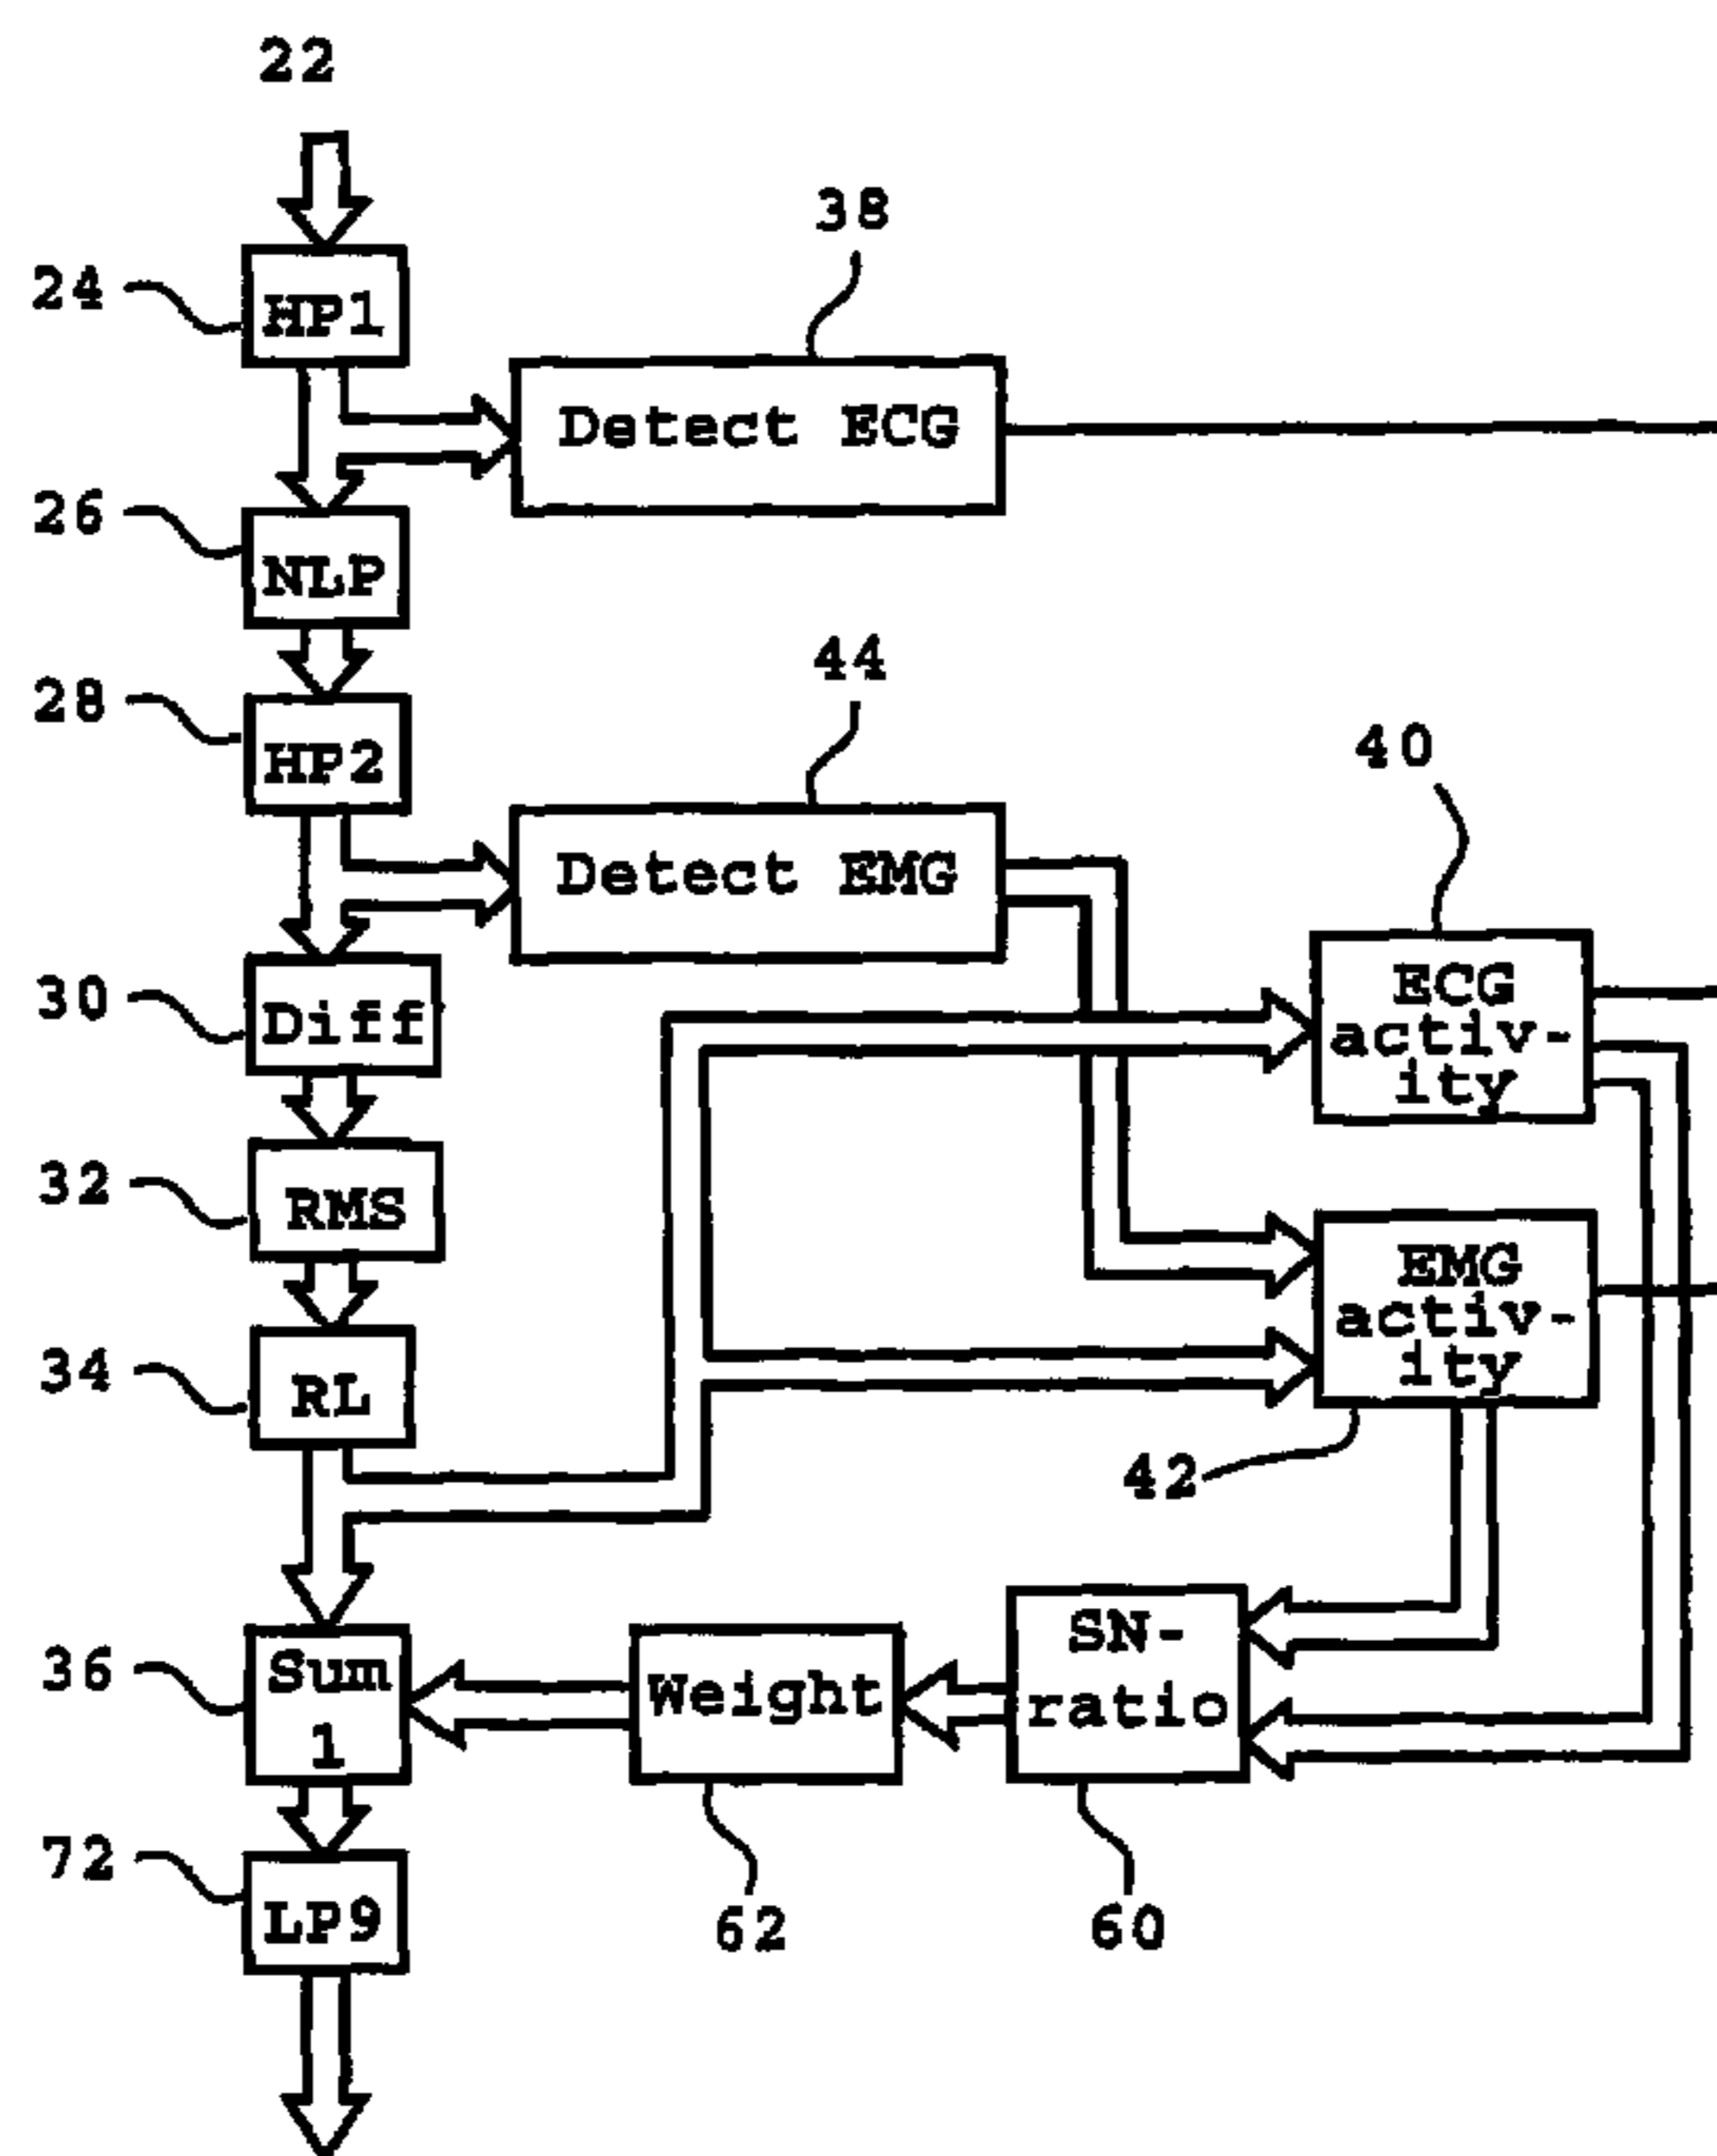 22
38
24
HP1
Detect ECG
26
NLP
44
28
HP2
40
Detect EMG
30
Diff
ECG
activ-
ity
32
RMS
EMG
activ-
ity
34
RL
42
36
Sum
1
Weight
SN-
ratio
72
LP9
62
60